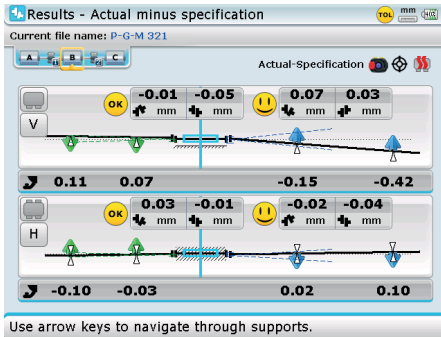 Results - Actual minus specification
TOL mm
Current file name: P-G-M 321
A B C
Actual-Specification
OK -0.01 -0.05 0.07 0.03
mm mm mm mm
V
0.11 0.07 -0.15 -0.42
OK 0.03 -0.01 -0.02 -0.04
mm mm mm mm
H
-0.10 -0.03 0.02 0.10
Use arrow keys to navigate through supports.